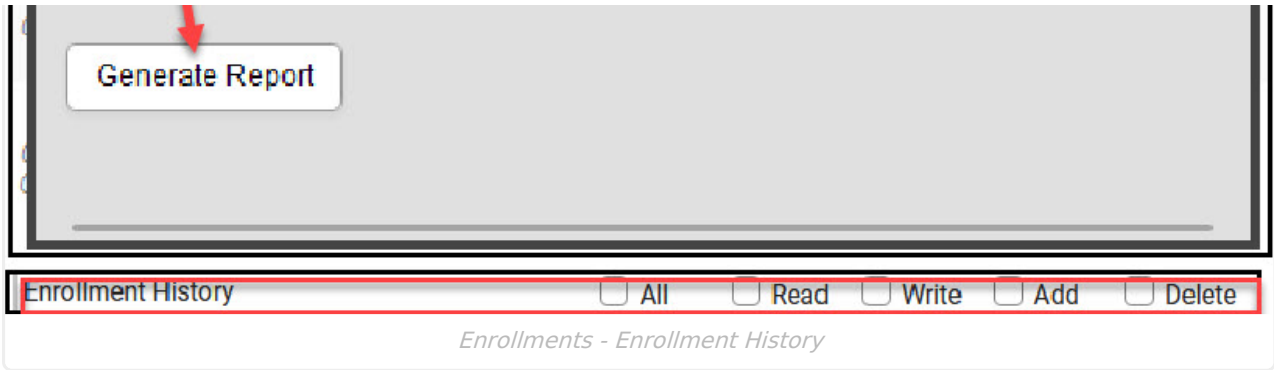 Generate Report
Enrollment History All Read Write Add Delete
Enrollments - Enrollment History